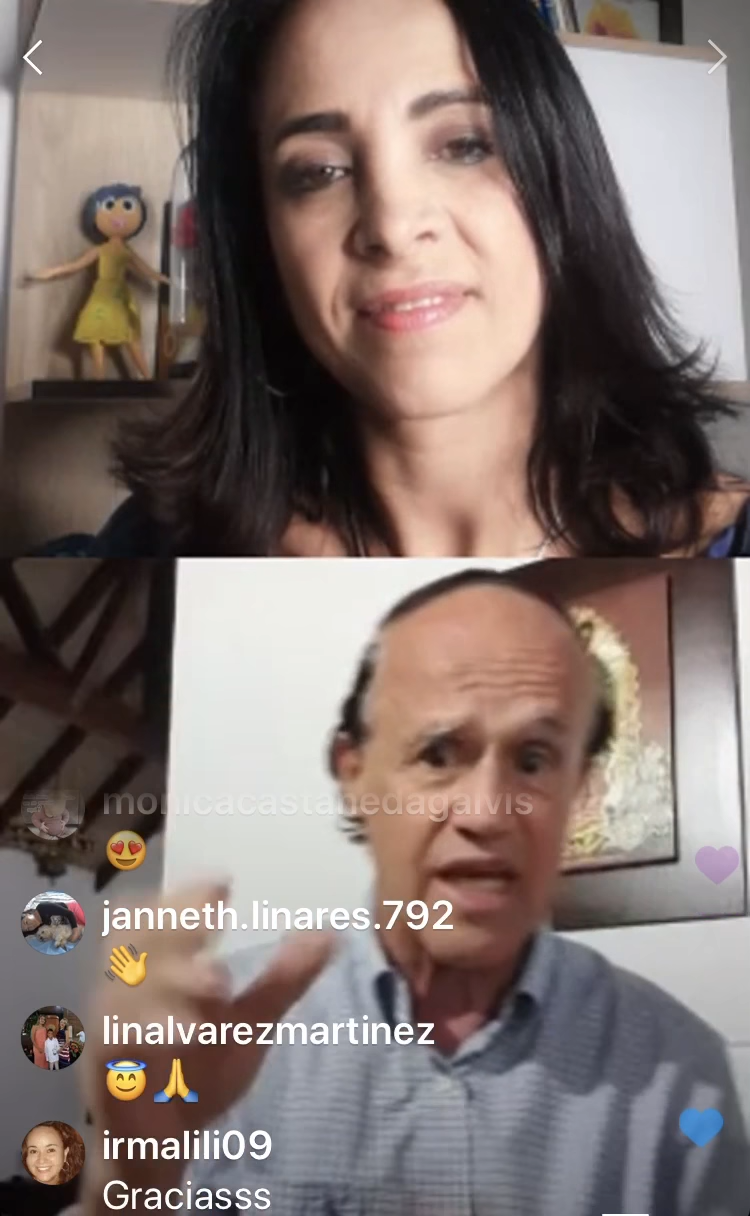 monicacastanedagalvis
😍
janneth.linares.792
👋
linalvarezmartinez
😇🙏
irmalili09
Graciasss